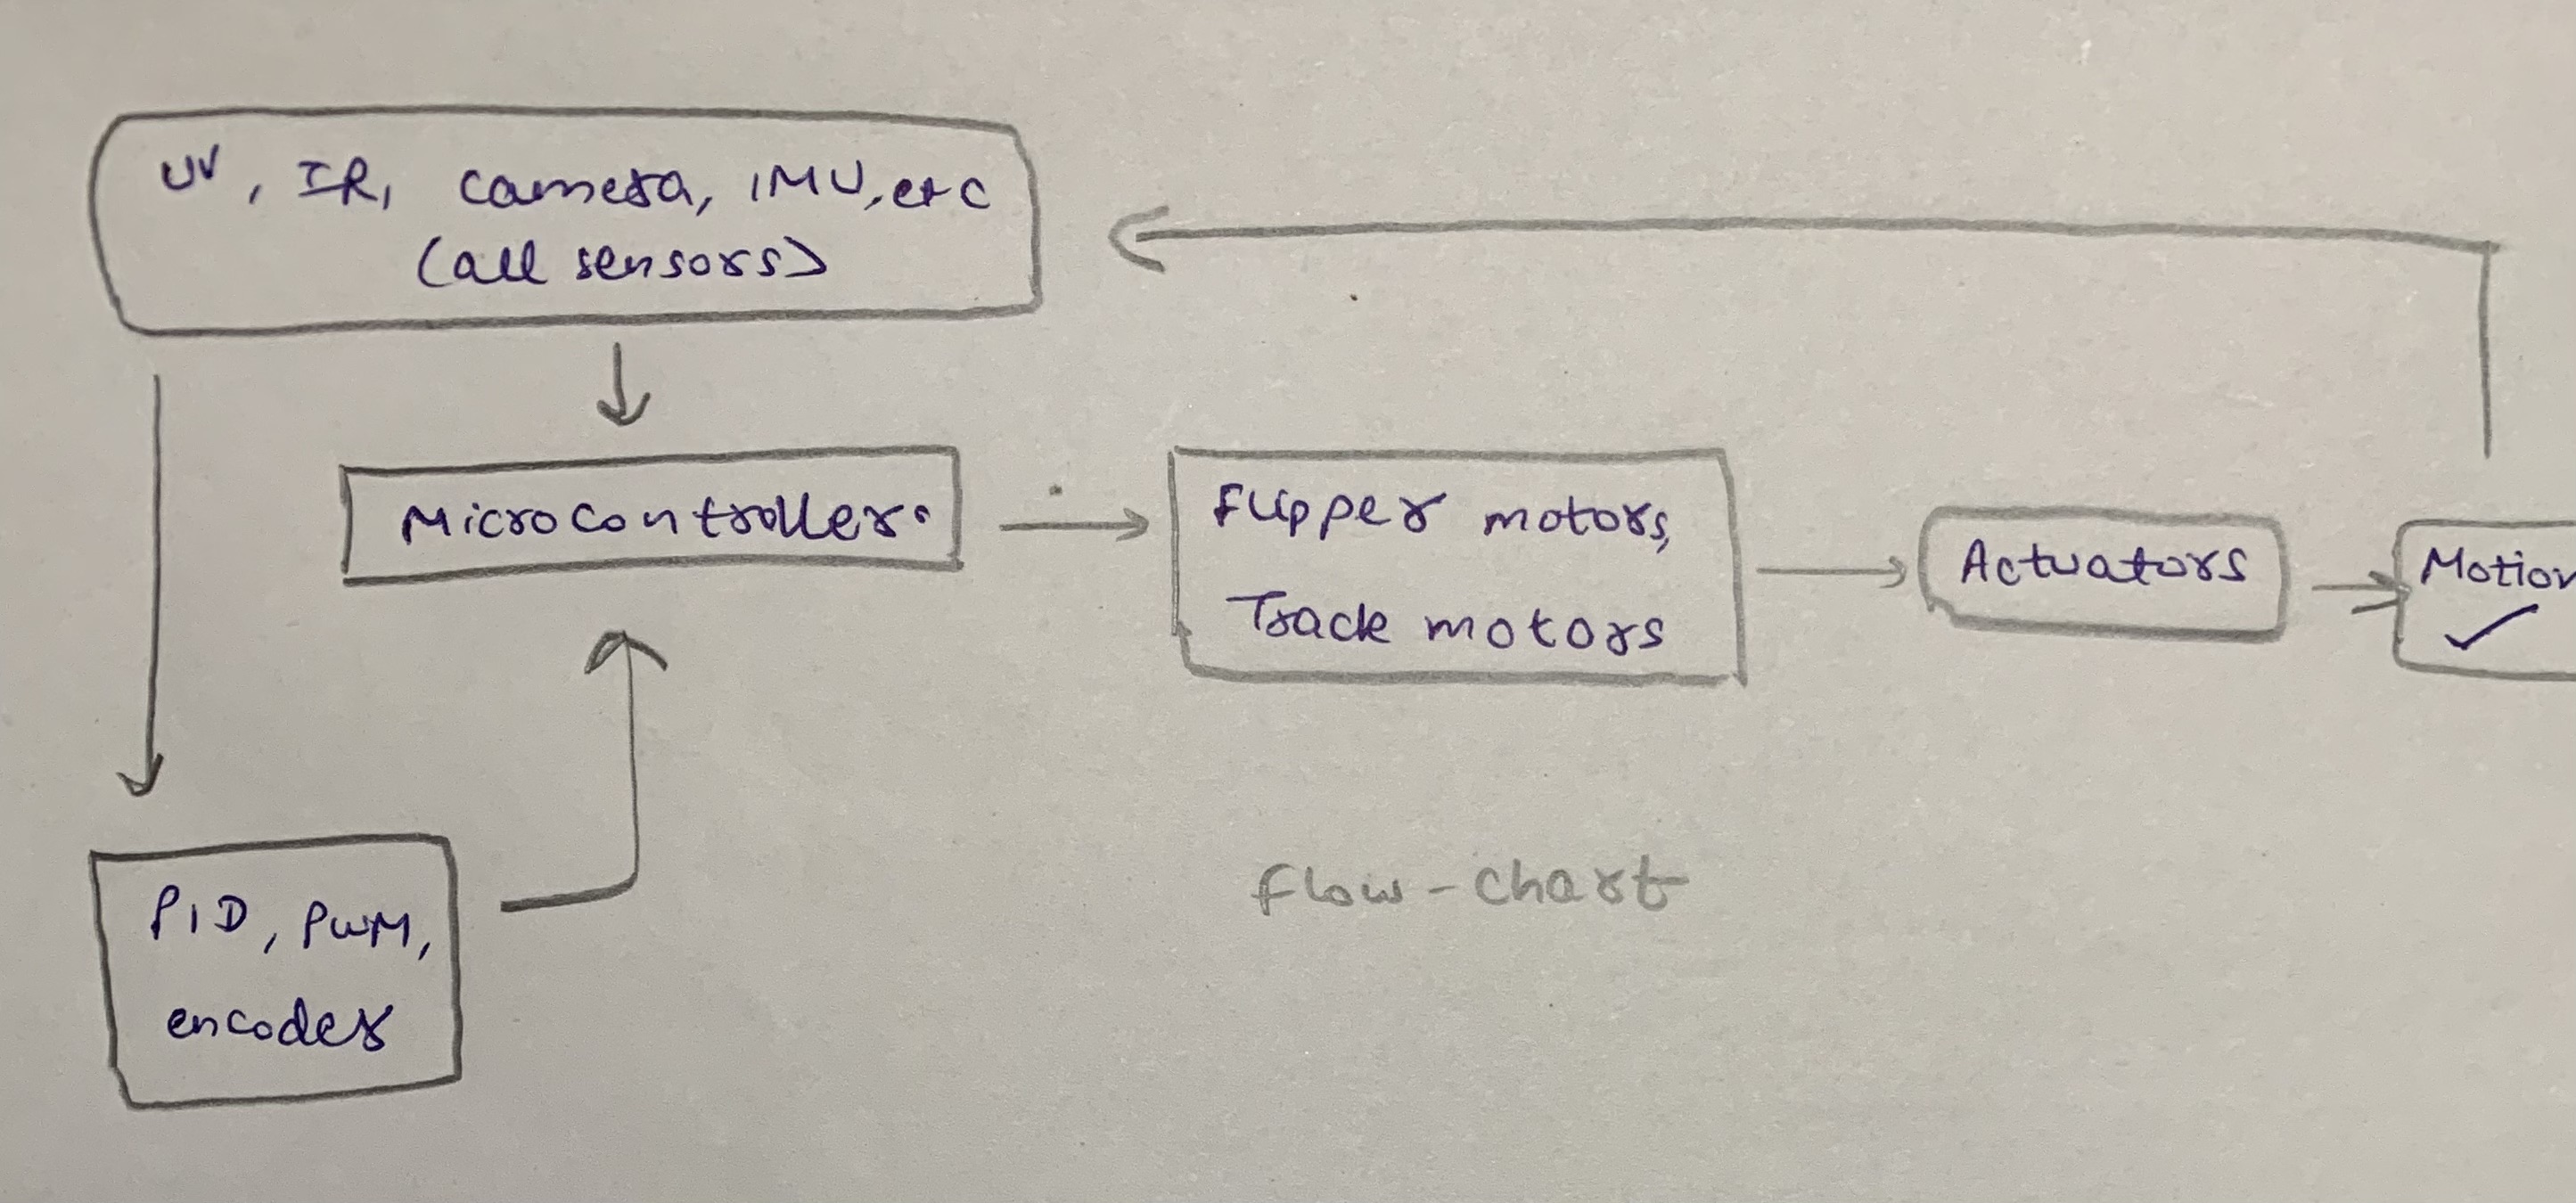 UV, IR, camera, IMU, etc
(all sensors)
Microcontroller.
Flipper motors,
Track motors
Actuators
Motion
✓
PID, PWM,
encoder
flow-chart